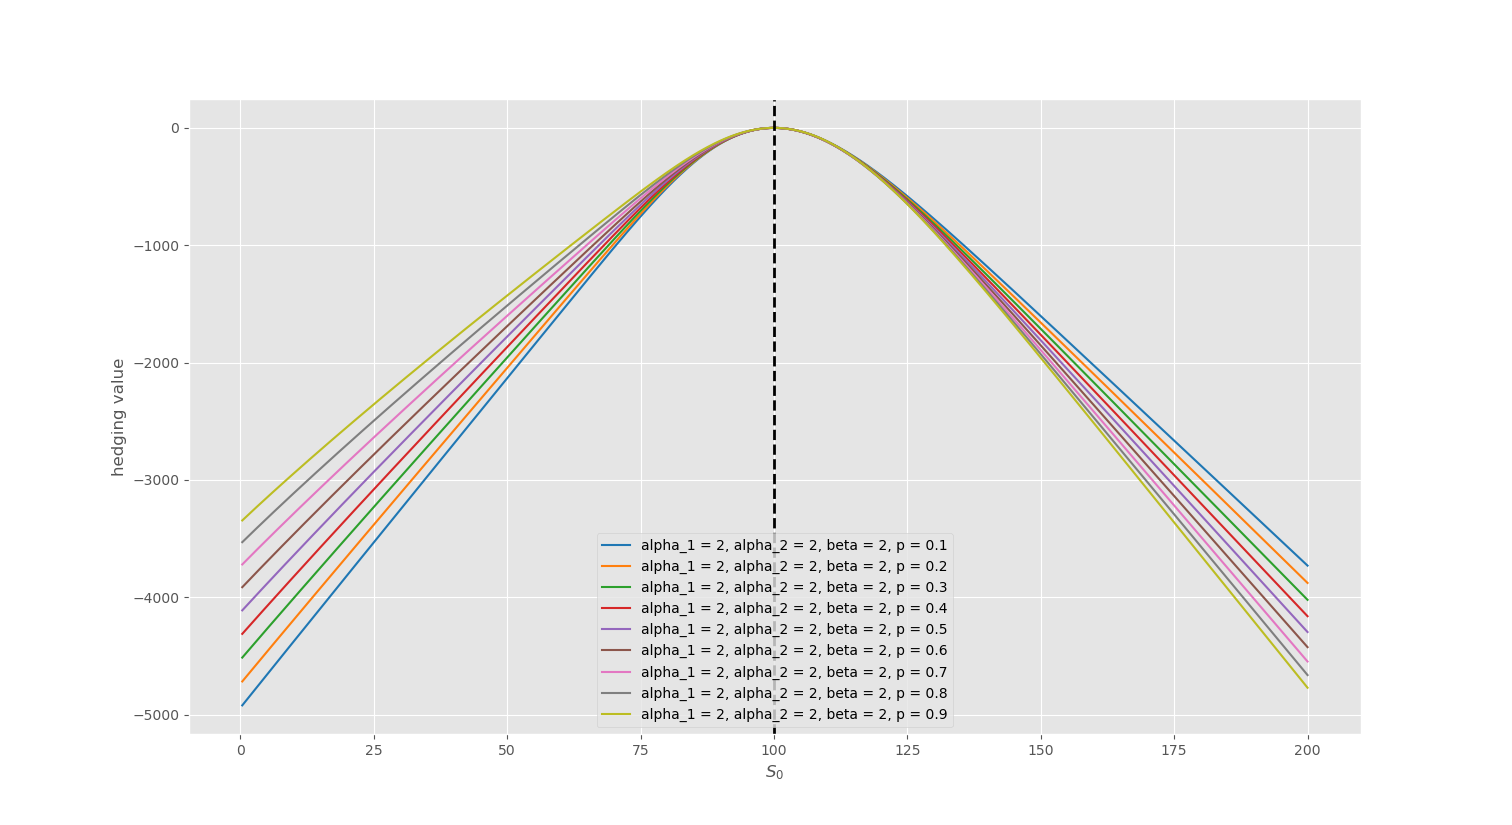 0
−1000
−2000
−3000
−4000
−5000
hedging value
alpha_1 = 2, alpha_2 = 2, beta = 2, p = 0.1
alpha_1 = 2, alpha_2 = 2, beta = 2, p = 0.2
alpha_1 = 2, alpha_2 = 2, beta = 2, p = 0.3
alpha_1 = 2, alpha_2 = 2, beta = 2, p = 0.4
alpha_1 = 2, alpha_2 = 2, beta = 2, p = 0.5
alpha_1 = 2, alpha_2 = 2, beta = 2, p = 0.6
alpha_1 = 2, alpha_2 = 2, beta = 2, p = 0.7
alpha_1 = 2, alpha_2 = 2, beta = 2, p = 0.8
alpha_1 = 2, alpha_2 = 2, beta = 2, p = 0.9
0 25 50 75 100 125 150 175 200
S₀